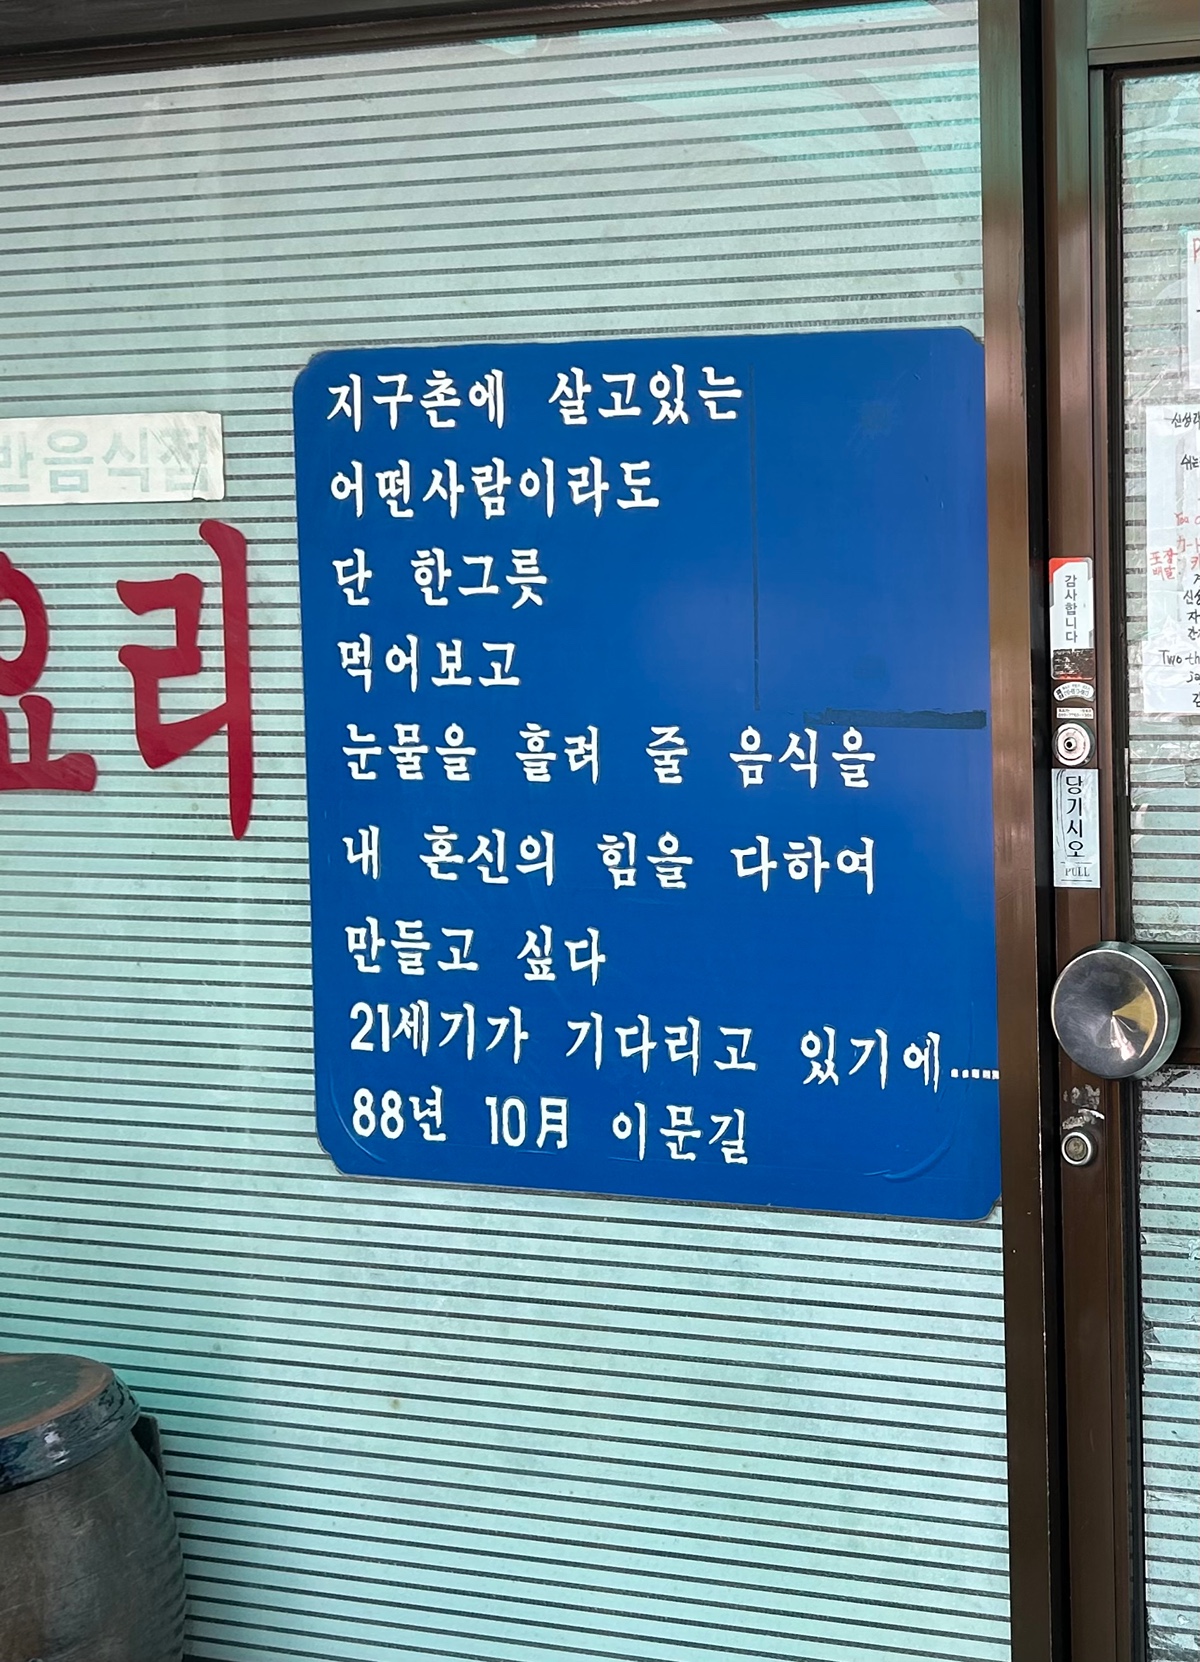 지구촌에 살고있는
어떤사람이라도
단 한그릇
먹어보고
눈물을 흘려 줄 음식을
내 혼신의 힘을 다하여
만들고 싶다
21세기가 기다리고 있기에......
88년 10月 이문길
요리
감사합니다
당기시오
PULL
포장
배달